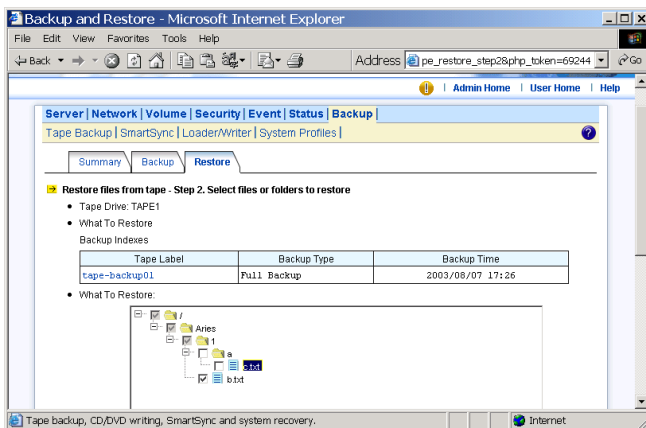 Backup and Restore - Microsoft Internet Explorer
File Edit View Favorites Tools Help
Back Address pe_restore_step2&php_token=69244 Go
! | Admin Home | User Home | Help
Server | Network | Volume | Security | Event | Status | Backup |
Tape Backup | SmartSync | Loader/Writer | System Profiles | ?
Summary Backup Restore
Restore files from tape - Step 2. Select files or folders to restore
• Tape Drive: TAPE1
• What To Restore
Backup Indexes
Tape Label Backup Type Backup Time
tape-backup01 Full Backup 2003/08/07 17:26
• What To Restore:
/
Aries
1
a
c.txt
b.txt
Tape backup, CD/DVD writing, SmartSync and system recovery. Internet